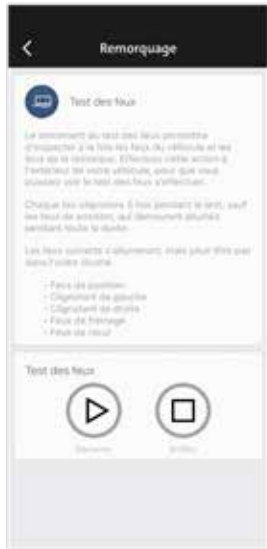 Remorquage
Test des feux
Le lancement du test des feux permettra
d'inspecter à la fois les feux du véhicule et les
feux de la remorque. Effectuez cette action à
l'extérieur de votre véhicule, pour que vous
puissiez voir le test des feux s'effectuer.
Chaque feu clignotera 5 fois pendant le test, sauf
les feux de position, qui demeurent allumés
pendant toute la durée.
Les feux suivants s'allumeront, mais peut-être pas
dans l'ordre
- Feux de position
- Clignotant de gauche
- Clignotant de droite
- Feux de freinage
- Feux de recul
Test des feux